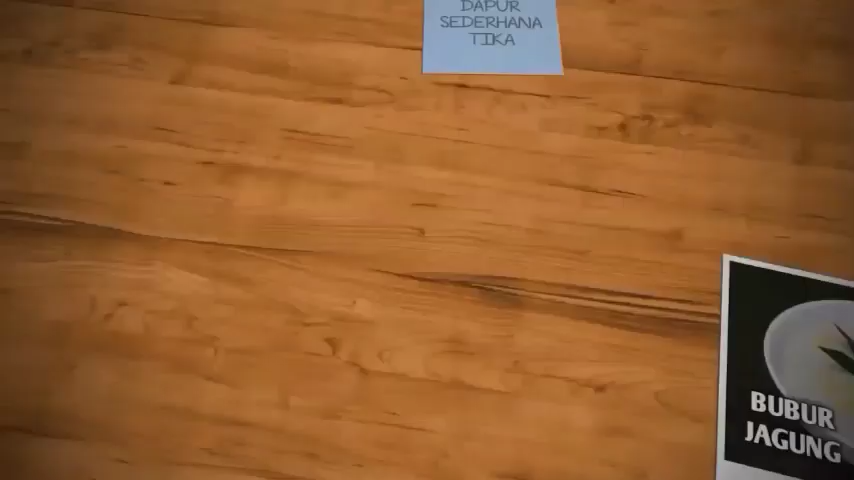 DAPUR
SEDERHANA
TIKA
BUBUR
JAGUNG